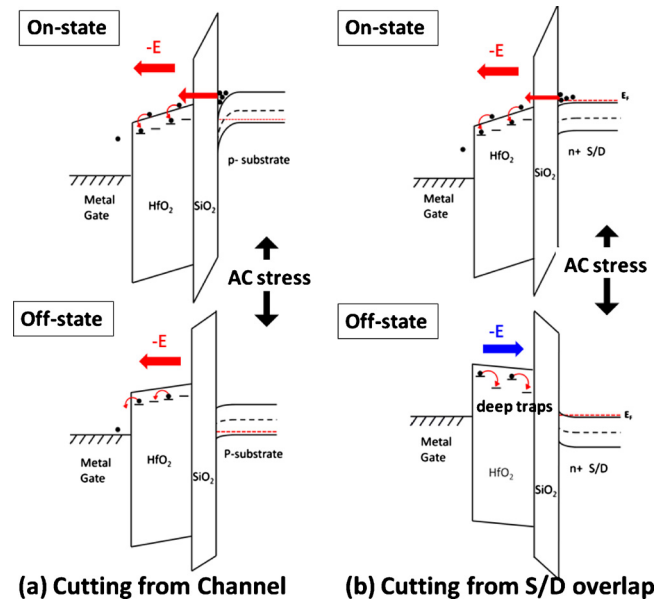 On-state
-E
p- substrate
Metal
Gate
HfO₂
SiO₂
On-state
-E
E_F
n+ S/D
Metal
Gate
HfO₂
SiO₂
AC stress
AC stress
Off-state
-E
P-substrate
Metal
Gate
HfO₂
SiO₂
Off-state
-E
deep traps
E_F
n+ S/D
Metal
Gate
HfO₂
SiO₂
(a) Cutting from Channel
(b) Cutting from S/D overlap